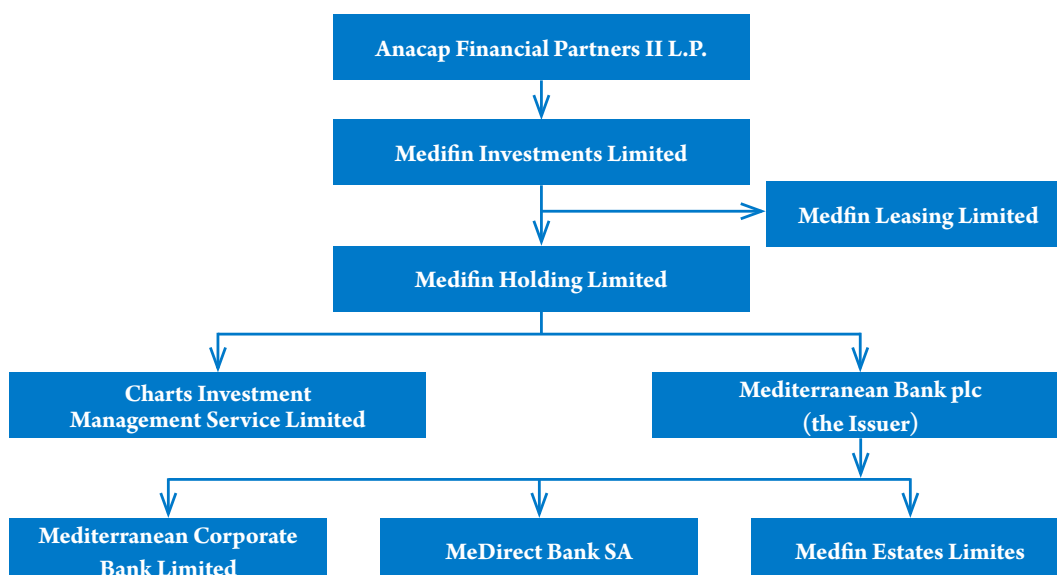 Anacap Financial Partners II L.P.
Medifin Investments Limited
Medfin Leasing Limited
Medifin Holding Limited
Charts Investment
Management Service Limited
Mediterranean Bank plc
(the Issuer)
Mediterranean Corporate
Bank Limited
MeDirect Bank SA
Medfin Estates Limites